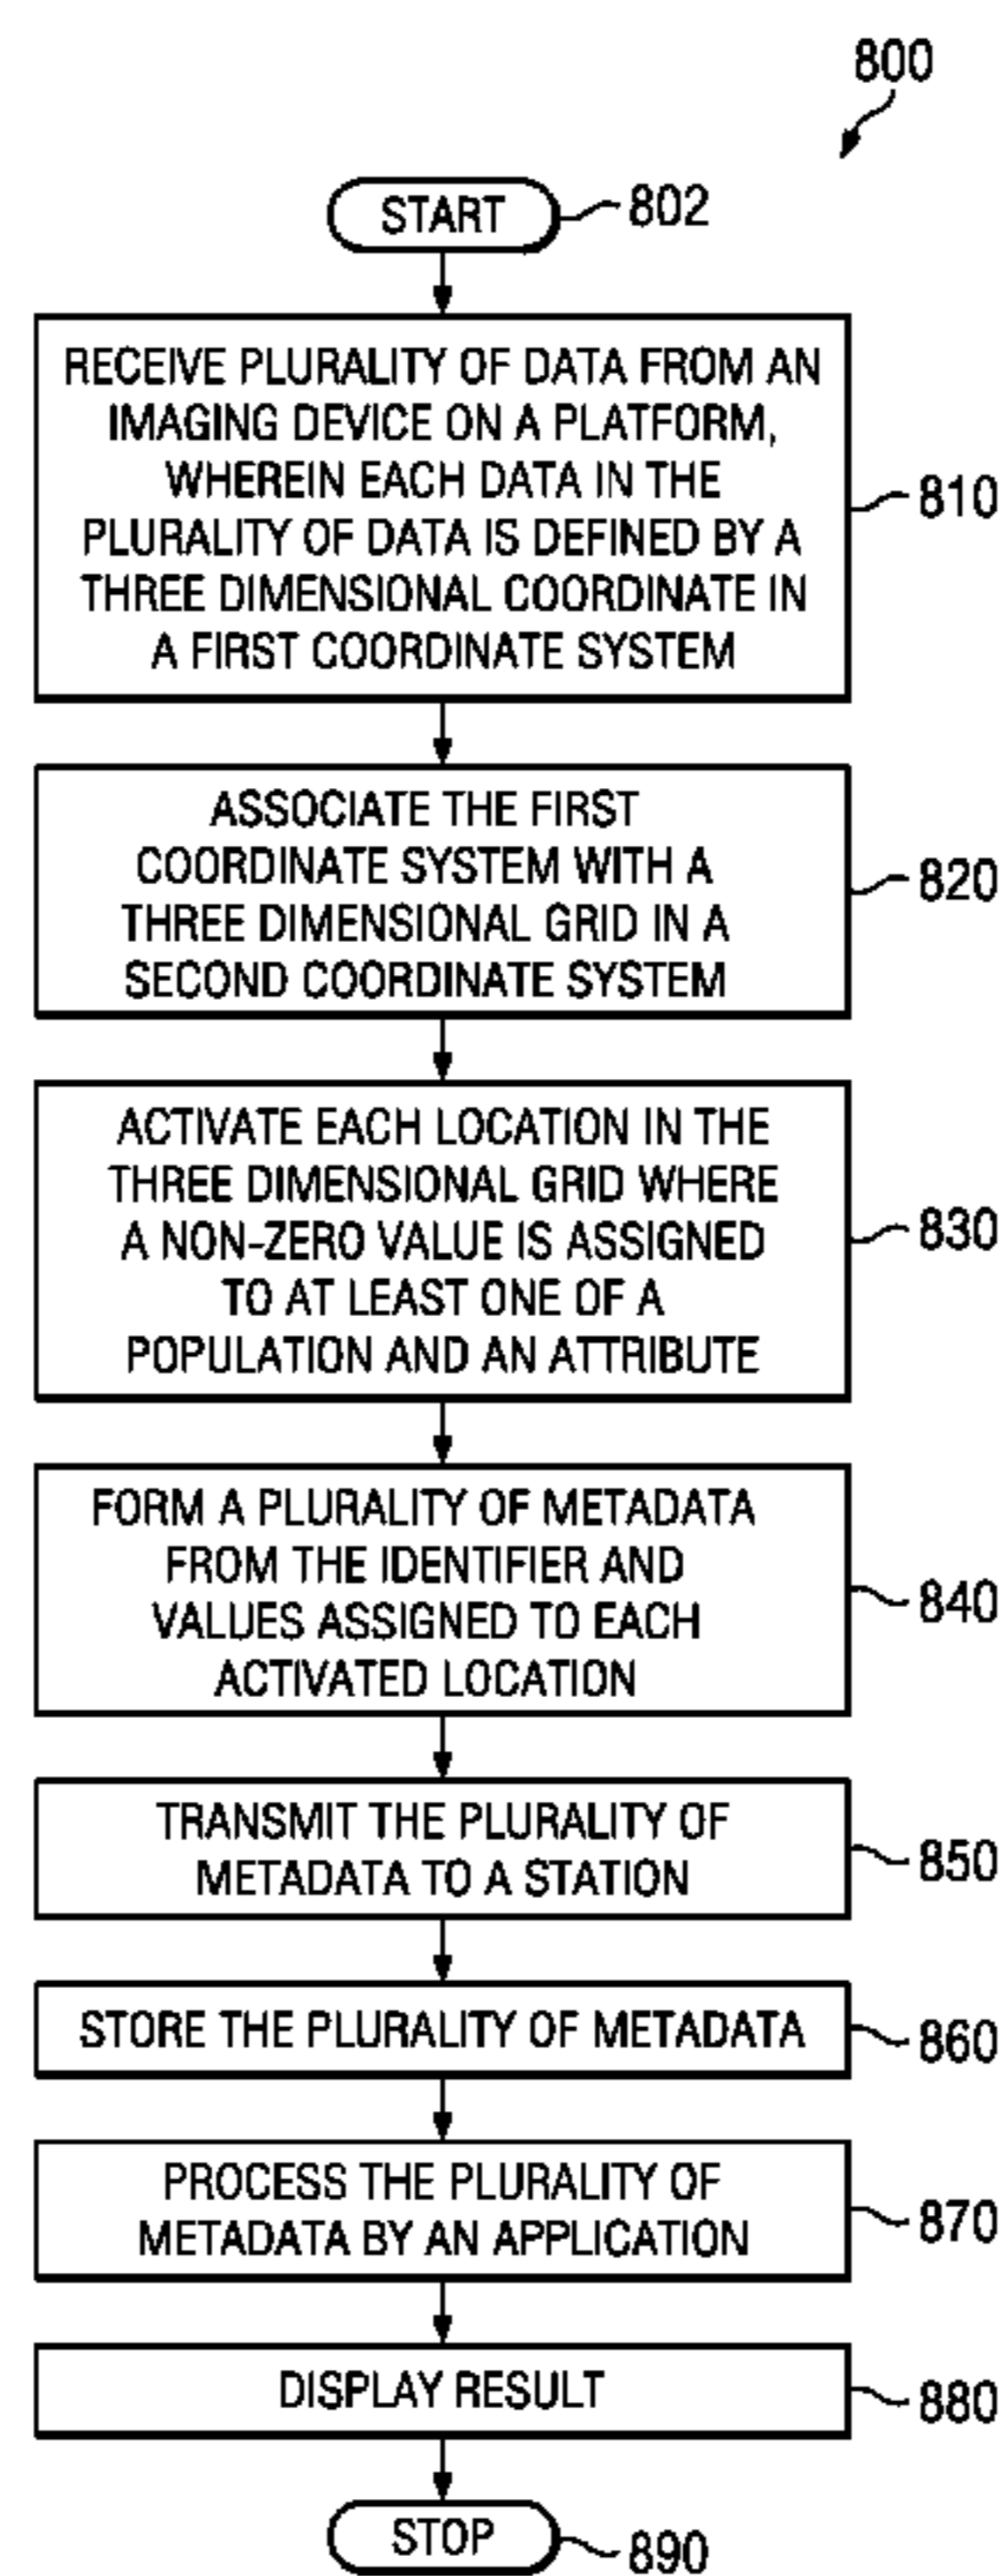 800
START
802
RECEIVE PLURALITY OF DATA FROM AN
IMAGING DEVICE ON A PLATFORM,
WHEREIN EACH DATA IN THE
PLURALITY OF DATA IS DEFINED BY A
THREE DIMENSIONAL COORDINATE IN
A FIRST COORDINATE SYSTEM
810
ASSOCIATE THE FIRST
COORDINATE SYSTEM WITH A
THREE DIMENSIONAL GRID IN A
SECOND COORDINATE SYSTEM
820
ACTIVATE EACH LOCATION IN THE
THREE DIMENSIONAL GRID WHERE
A NON-ZERO VALUE IS ASSIGNED
TO AT LEAST ONE OF A
POPULATION AND AN ATTRIBUTE
830
FORM A PLURALITY OF METADATA
FROM THE IDENTIFIER AND
VALUES ASSIGNED TO EACH
ACTIVATED LOCATION
840
TRANSMIT THE PLURALITY OF
METADATA TO A STATION
850
STORE THE PLURALITY OF METADATA
860
PROCESS THE PLURALITY OF
METADATA BY AN APPLICATION
870
DISPLAY RESULT
880
STOP
890